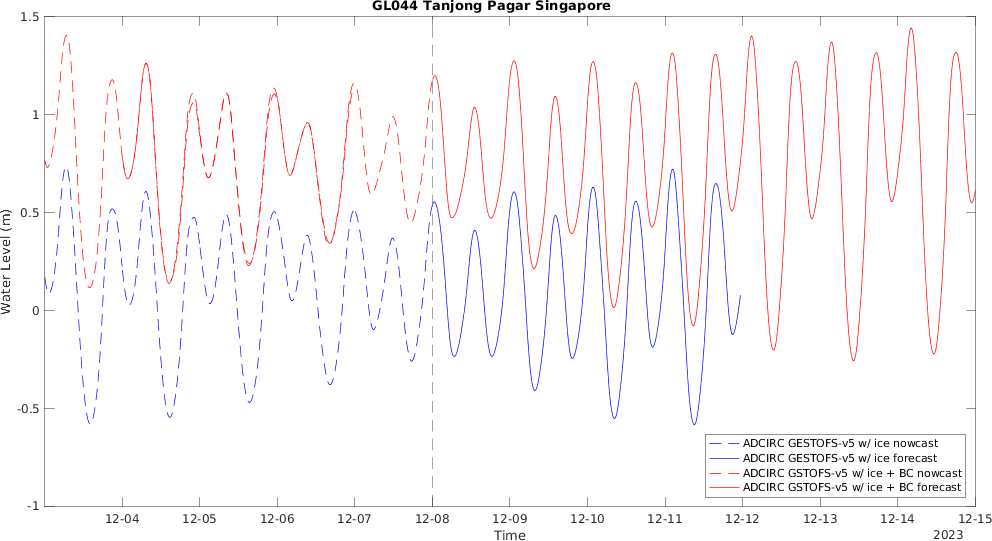 GL044 Tanjong Pagar Singapore
1.5
1
0.5
0
-0.5
-1
Water Level (m)
ADCIRC GESTOFS-v5 w/ ice nowcast
ADCIRC GESTOFS-v5 w/ ice forecast
ADCIRC GSTOFS-v5 w/ ice + BC nowcast
ADCIRC GSTOFS-v5 w/ ice + BC forecast
12-04 12-05 12-06 12-07 12-08 12-09 12-10 12-11 12-12 12-13 12-14 12-15
Time
2023